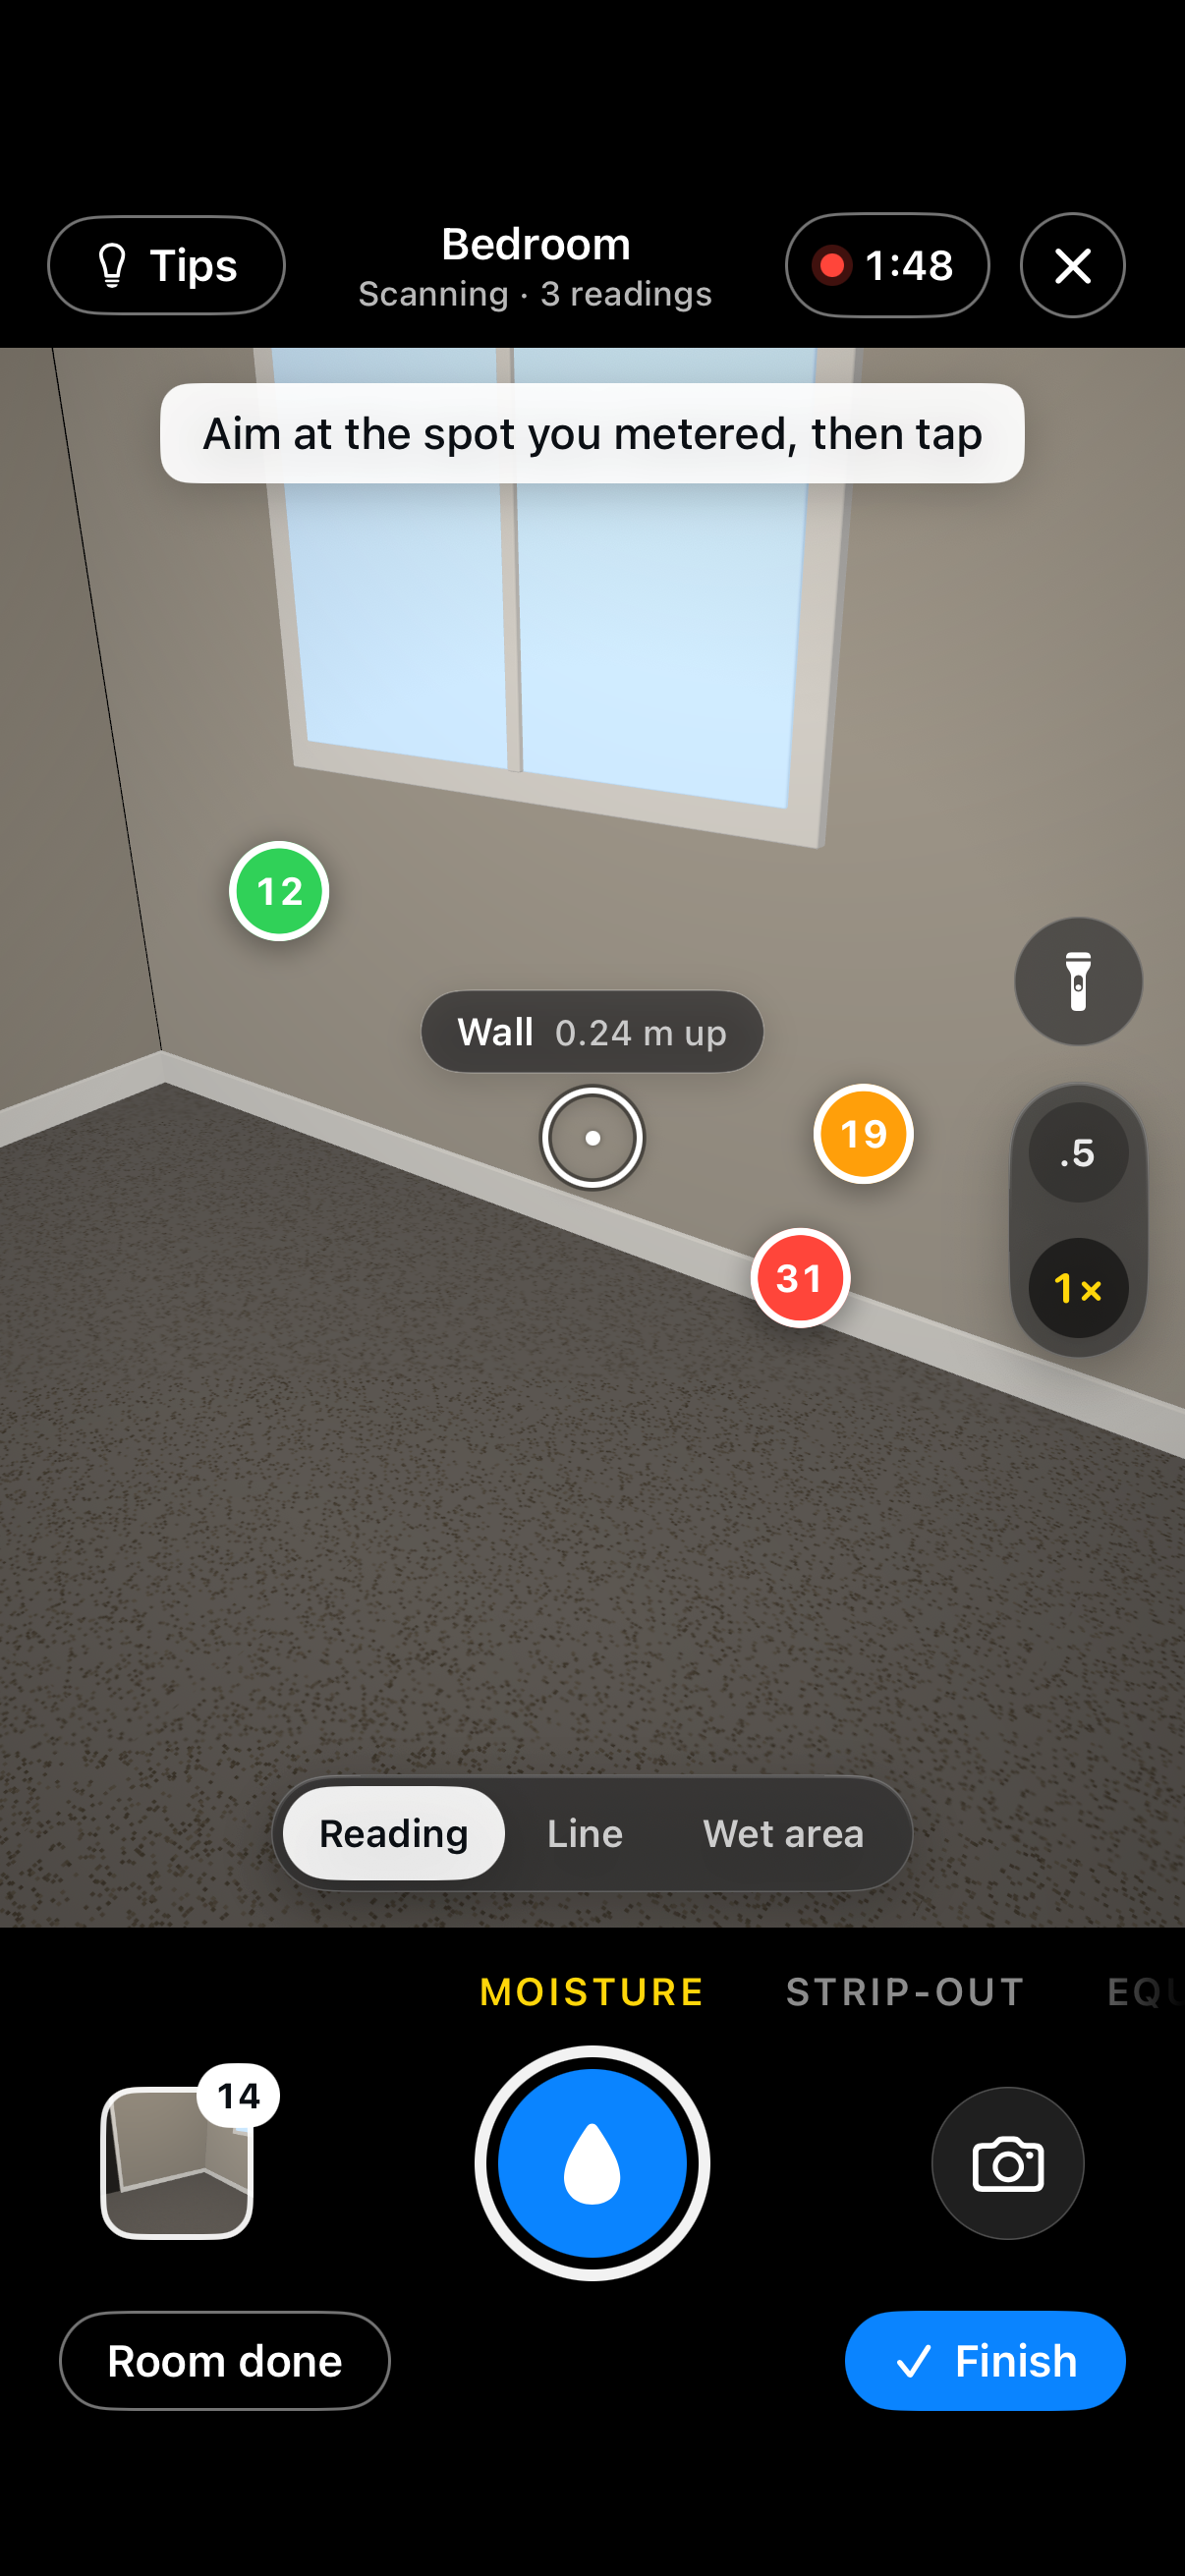 Tips
Bedroom
Scanning · 3 readings
1:48
Aim at the spot you metered, then tap
12
Wall 0.24 m up
19
.5
31
1×
Reading Line Wet area
MOISTURE STRIP-OUT
14
Room done
Finish